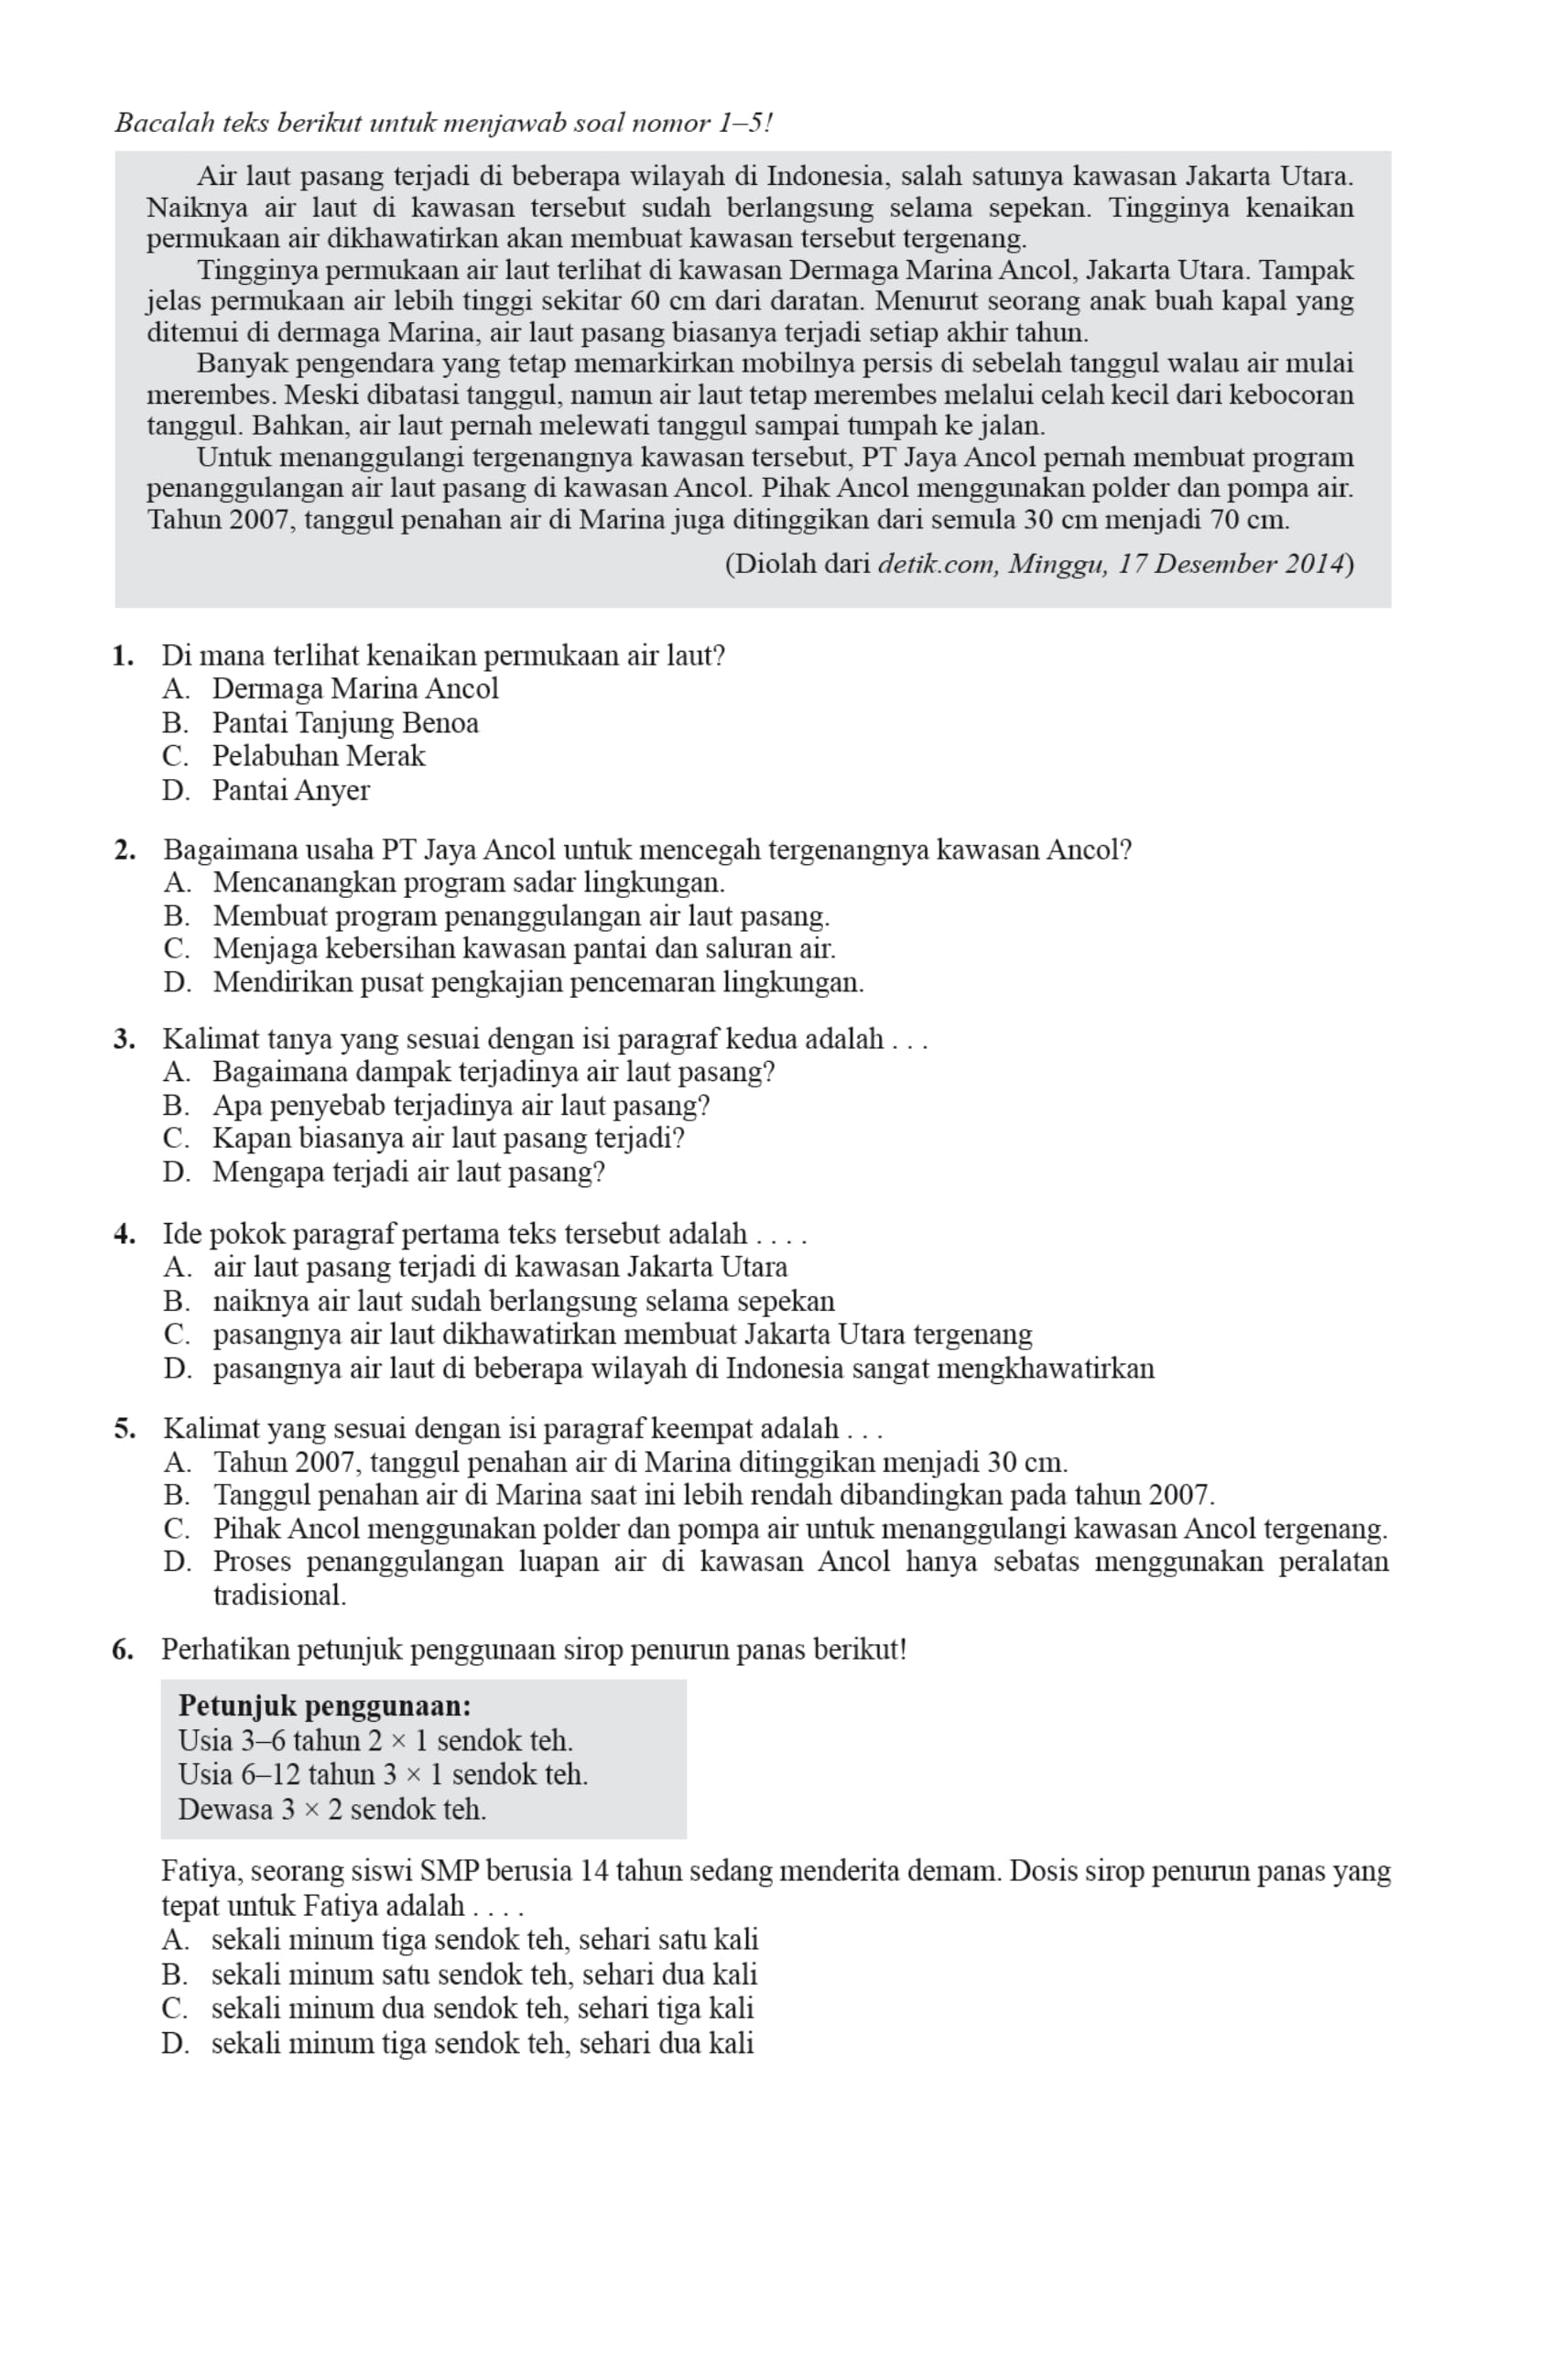 Bacalah teks berikut untuk menjawab soal nomor 1–5!
Air laut pasang terjadi di beberapa wilayah di Indonesia, salah satunya kawasan Jakarta Utara.
Naiknya air laut di kawasan tersebut sudah berlangsung selama sepekan. Tingginya kenaikan
permukaan air dikhawatirkan akan membuat kawasan tersebut tergenang.
Tingginya permukaan air laut terlihat di kawasan Dermaga Marina Ancol, Jakarta Utara. Tampak
jelas permukaan air lebih tinggi sekitar 60 cm dari daratan. Menurut seorang anak buah kapal yang
ditemui di dermaga Marina, air laut pasang biasanya terjadi setiap akhir tahun.
Banyak pengendara yang tetap memarkirkan mobilnya persis di sebelah tanggul walau air mulai
merembes. Meski dibatasi tanggul, namun air laut tetap merembes melalui celah kecil dari kebocoran
tanggul. Bahkan, air laut pernah melewati tanggul sampai tumpah ke jalan.
Untuk menanggulangi tergenangnya kawasan tersebut, PT Jaya Ancol pernah membuat program
penanggulangan air laut pasang di kawasan Ancol. Pihak Ancol menggunakan polder dan pompa air.
Tahun 2007, tanggul penahan air di Marina juga ditinggikan dari semula 30 cm menjadi 70 cm.
(Diolah dari detik.com, Minggu, 17 Desember 2014)
1. Di mana terlihat kenaikan permukaan air laut?
A. Dermaga Marina Ancol
B. Pantai Tanjung Benoa
C. Pelabuhan Merak
D. Pantai Anyer
2. Bagaimana usaha PT Jaya Ancol untuk mencegah tergenangnya kawasan Ancol?
A. Mencanangkan program sadar lingkungan.
B. Membuat program penanggulangan air laut pasang.
C. Menjaga kebersihan kawasan pantai dan saluran air.
D. Mendirikan pusat pengkajian pencemaran lingkungan.
3. Kalimat tanya yang sesuai dengan isi paragraf kedua adalah . . .
A. Bagaimana dampak terjadinya air laut pasang?
B. Apa penyebab terjadinya air laut pasang?
C. Kapan biasanya air laut pasang terjadi?
D. Mengapa terjadi air laut pasang?
4. Ide pokok paragraf pertama teks tersebut adalah . . . .
A. air laut pasang terjadi di kawasan Jakarta Utara
B. naiknya air laut sudah berlangsung selama sepekan
C. pasangnya air laut dikhawatirkan membuat Jakarta Utara tergenang
D. pasangnya air laut di beberapa wilayah di Indonesia sangat mengkhawatirkan
5. Kalimat yang sesuai dengan isi paragraf keempat adalah . . .
A. Tahun 2007, tanggul penahan air di Marina ditinggikan menjadi 30 cm.
B. Tanggul penahan air di Marina saat ini lebih rendah dibandingkan pada tahun 2007.
C. Pihak Ancol menggunakan polder dan pompa air untuk menanggulangi kawasan Ancol tergenang.
D. Proses penanggulangan luapan air di kawasan Ancol hanya sebatas menggunakan peralatan
tradisional.
6. Perhatikan petunjuk penggunaan sirop penurun panas berikut!
Petunjuk penggunaan:
Usia 3–6 tahun 2 × 1 sendok teh.
Usia 6–12 tahun 3 × 1 sendok teh.
Dewasa 3 × 2 sendok teh.
Fatiya, seorang siswi SMP berusia 14 tahun sedang menderita demam. Dosis sirop penurun panas yang
tepat untuk Fatiya adalah . . . .
A. sekali minum tiga sendok teh, sehari satu kali
B. sekali minum satu sendok teh, sehari dua kali
C. sekali minum dua sendok teh, sehari tiga kali
D. sekali minum tiga sendok teh, sehari dua kali